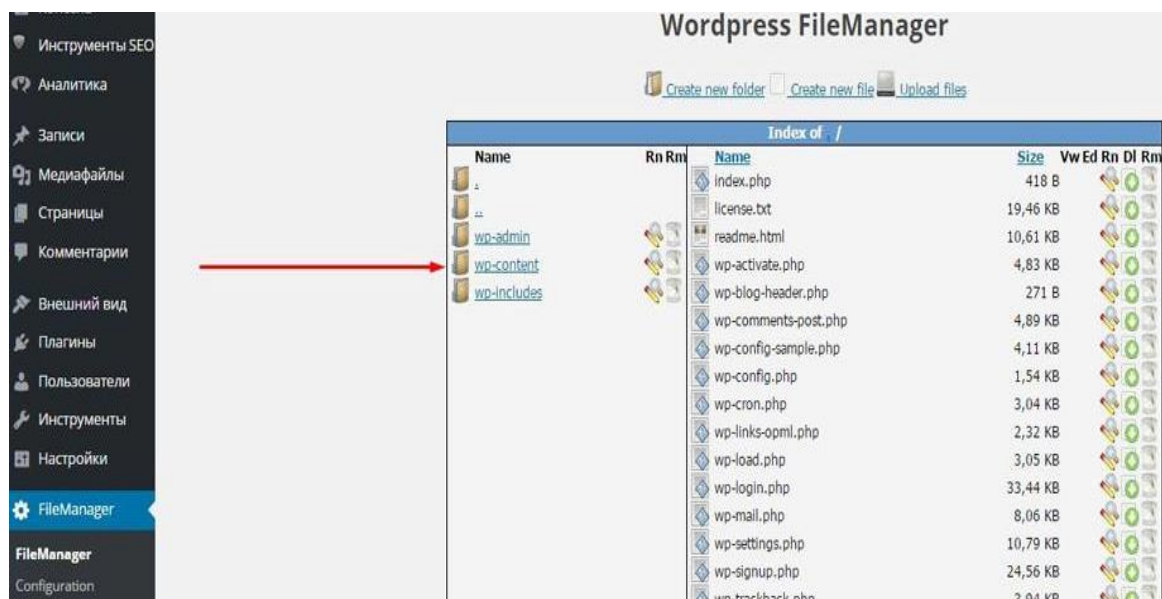 Wordpress FileManager
Create new folder Create new file Upload files
Инструменты SEO
Аналитика
Записи
Медиафайлы
Страницы
Комментарии
Внешний вид
Плагины
Пользователи
Инструменты
Настройки
FileManager
FileManager
Configuration
Index of /
Name Rn Rm Name Size Vw Ed Rn Dl Rm
.
..
wp-admin
wp-content
wp-includes
index.php 418 B
license.txt 19,46 KB
readme.html 10,61 KB
wp-activate.php 4,83 KB
wp-blog-header.php 271 B
wp-comments-post.php 4,89 KB
wp-config-sample.php 4,11 KB
wp-config.php 1,54 KB
wp-cron.php 3,04 KB
wp-links-opml.php 2,32 KB
wp-load.php 3,05 KB
wp-login.php 33,44 KB
wp-mail.php 8,06 KB
wp-settings.php 10,79 KB
wp-signup.php 24,56 KB